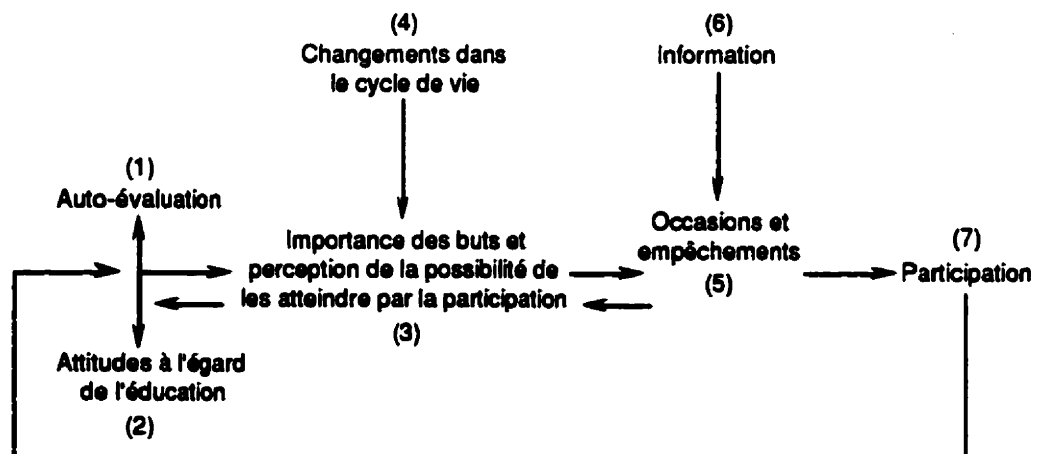 (4)
Changements dans
le cycle de vie
(6)
Information
(1)
Auto-évaluation
Importance des buts et
perception de la possibilité de
les atteindre par la participation
(3)
Occasions et
empêchements
(5)
(7)
Participation
Attitudes à l'égard
de l'éducation
(2)